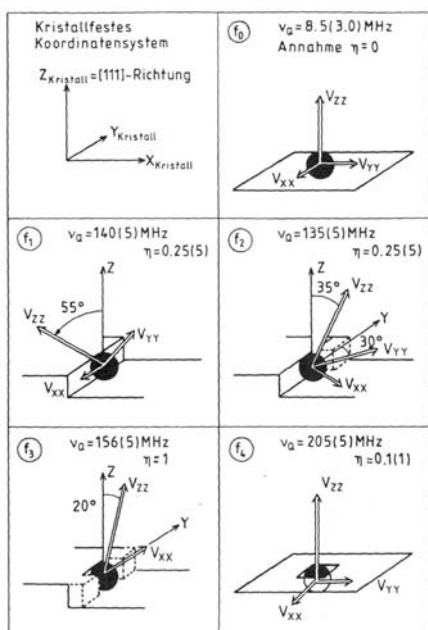 Kristallfestes
Koordinatensystem
Z_Kristall=[111]-Richtung
Y_Kristall
X_Kristall
f₀ ν_Q=8.5(3.0)MHz
Annahme η=0
V_ZZ
V_YY
V_XX
f₁ ν_Q=140(5)MHz
η=0.25(5)
Z
55°
V_ZZ
V_YY
V_XX
f₂ ν_Q=135(5)MHz
η=0.25(5)
Z
35°
V_ZZ
Y
30°
V_YY
V_XX
f₃ ν_Q=156(5)MHz
η=1
Z
V_ZZ
20°
Y
V_XX
f₄ ν_Q=205(5)MHz
η=0.1(1)
V_ZZ
V_YY
V_XX